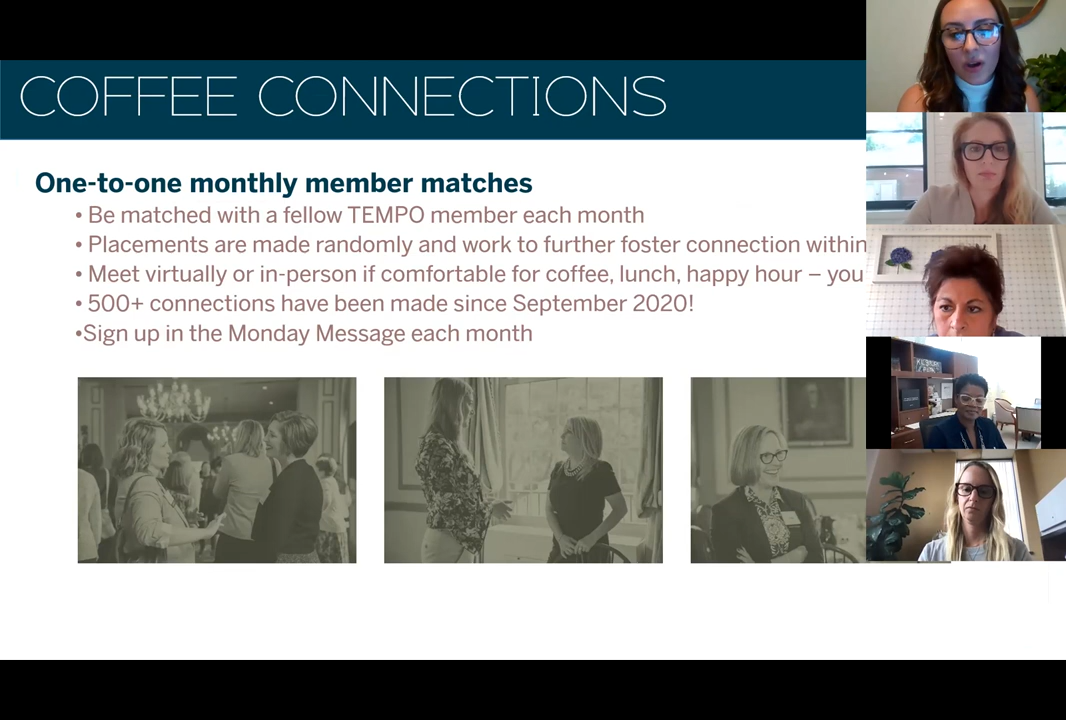 COFFEE CONNECTIONS
One-to-one monthly member matches
• Be matched with a fellow TEMPO member each month
• Placements are made randomly and work to further foster connection within
• Meet virtually or in-person if comfortable for coffee, lunch, happy hour – you
• 500+ connections have been made since September 2020!
•Sign up in the Monday Message each month